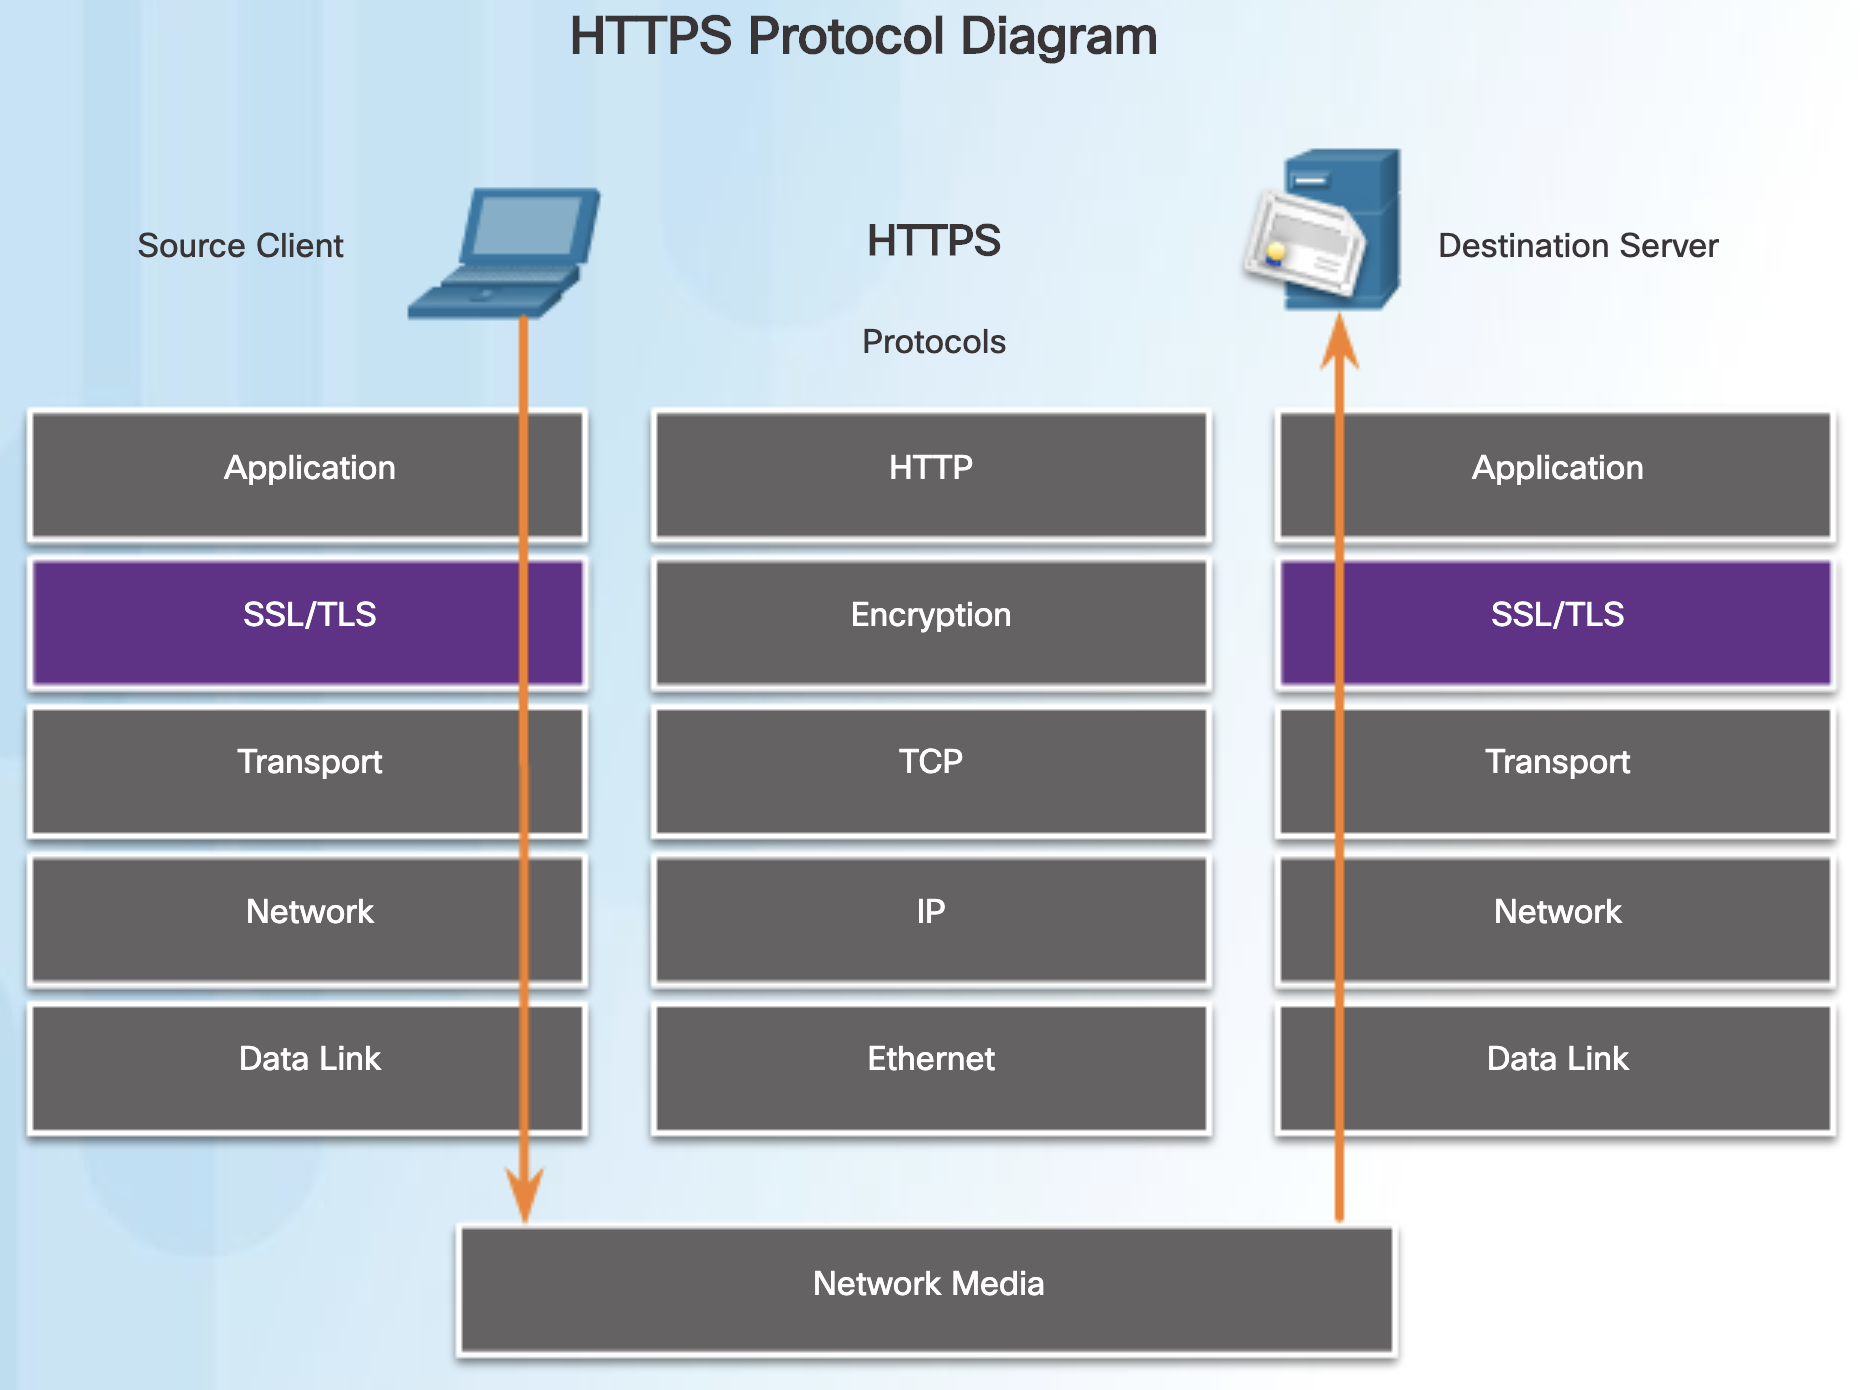 HTTPS Protocol Diagram
Source Client
HTTPS
Destination Server
Protocols
Application
HTTP
Application
SSL/TLS
Encryption
SSL/TLS
Transport
TCP
Transport
Network
IP
Network
Data Link
Ethernet
Data Link
Network Media